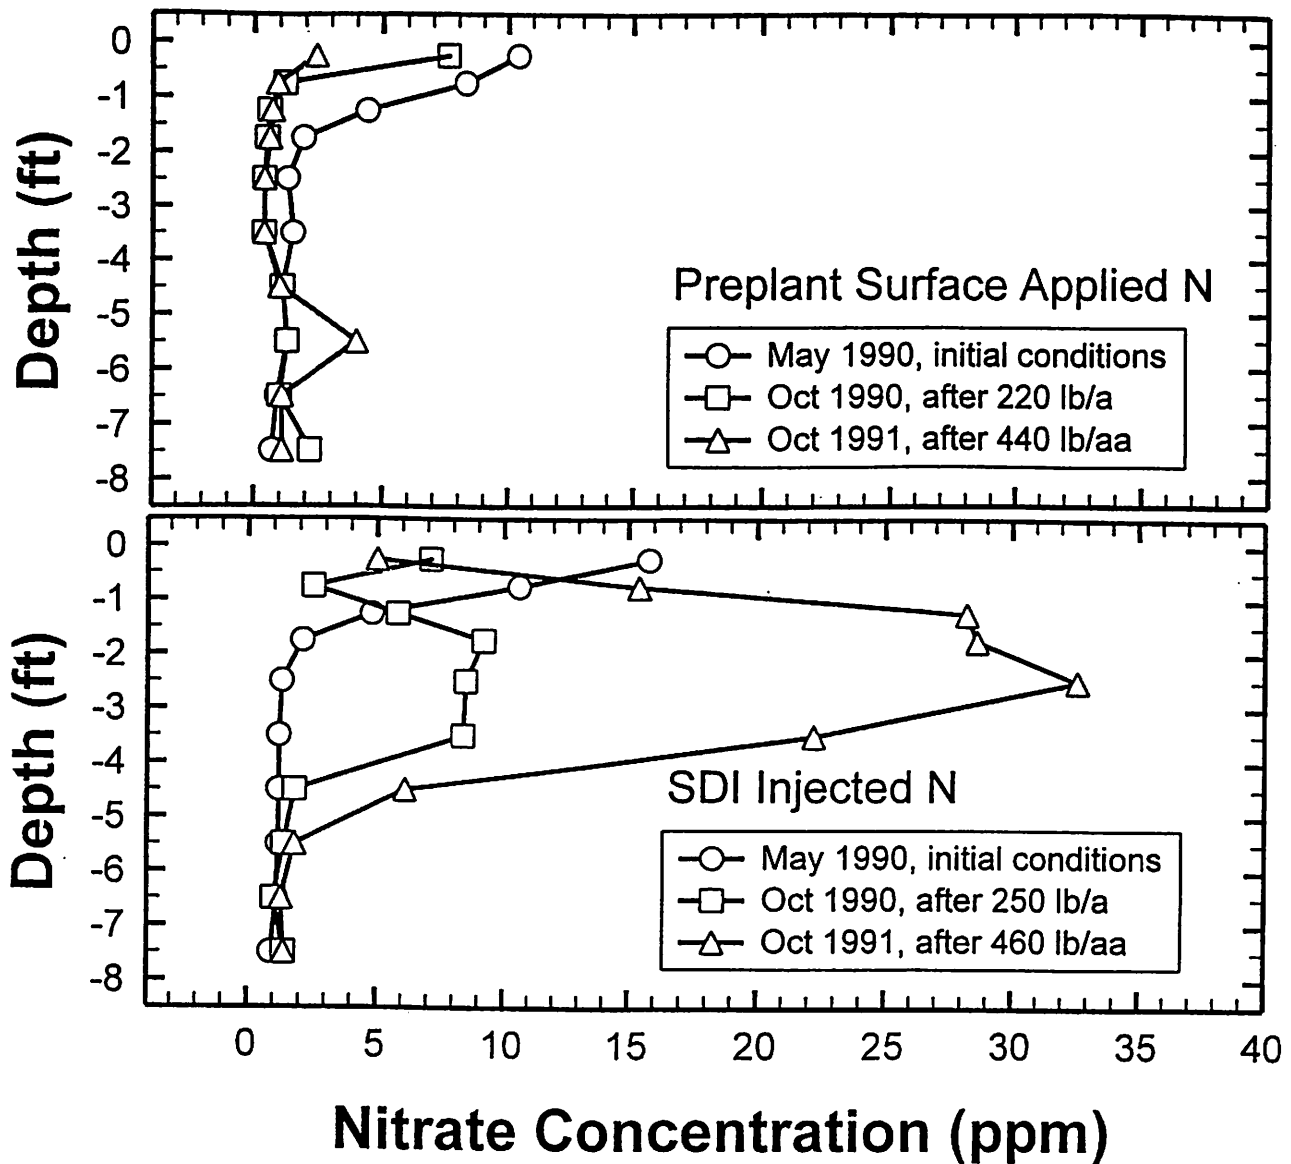 0
-1
-2
-3
-4
-5
-6
-7
-8
Depth (ft)
Preplant Surface Applied N
May 1990, initial conditions
Oct 1990, after 220 lb/a
Oct 1991, after 440 lb/aa
0
-1
-2
-3
-4
-5
-6
-7
-8
Depth (ft)
SDI Injected N
May 1990, initial conditions
Oct 1990, after 250 lb/a
Oct 1991, after 460 lb/aa
0 5 10 15 20 25 30 35 40
Nitrate Concentration (ppm)